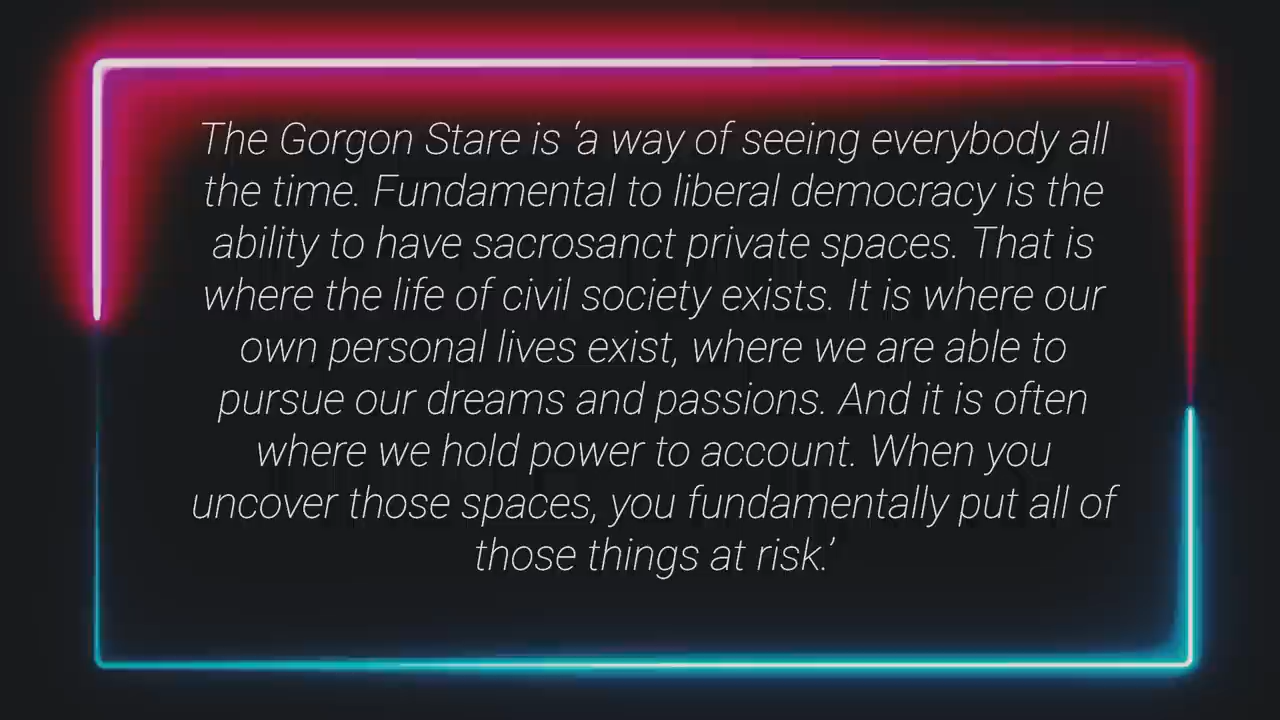 The Gorgon Stare is ‘a way of seeing everybody all
the time. Fundamental to liberal democracy is the
ability to have sacrosanct private spaces. That is
where the life of civil society exists. It is where our
own personal lives exist, where we are able to
pursue our dreams and passions. And it is often
where we hold power to account. When you
uncover those spaces, you fundamentally put all of
those things at risk.’